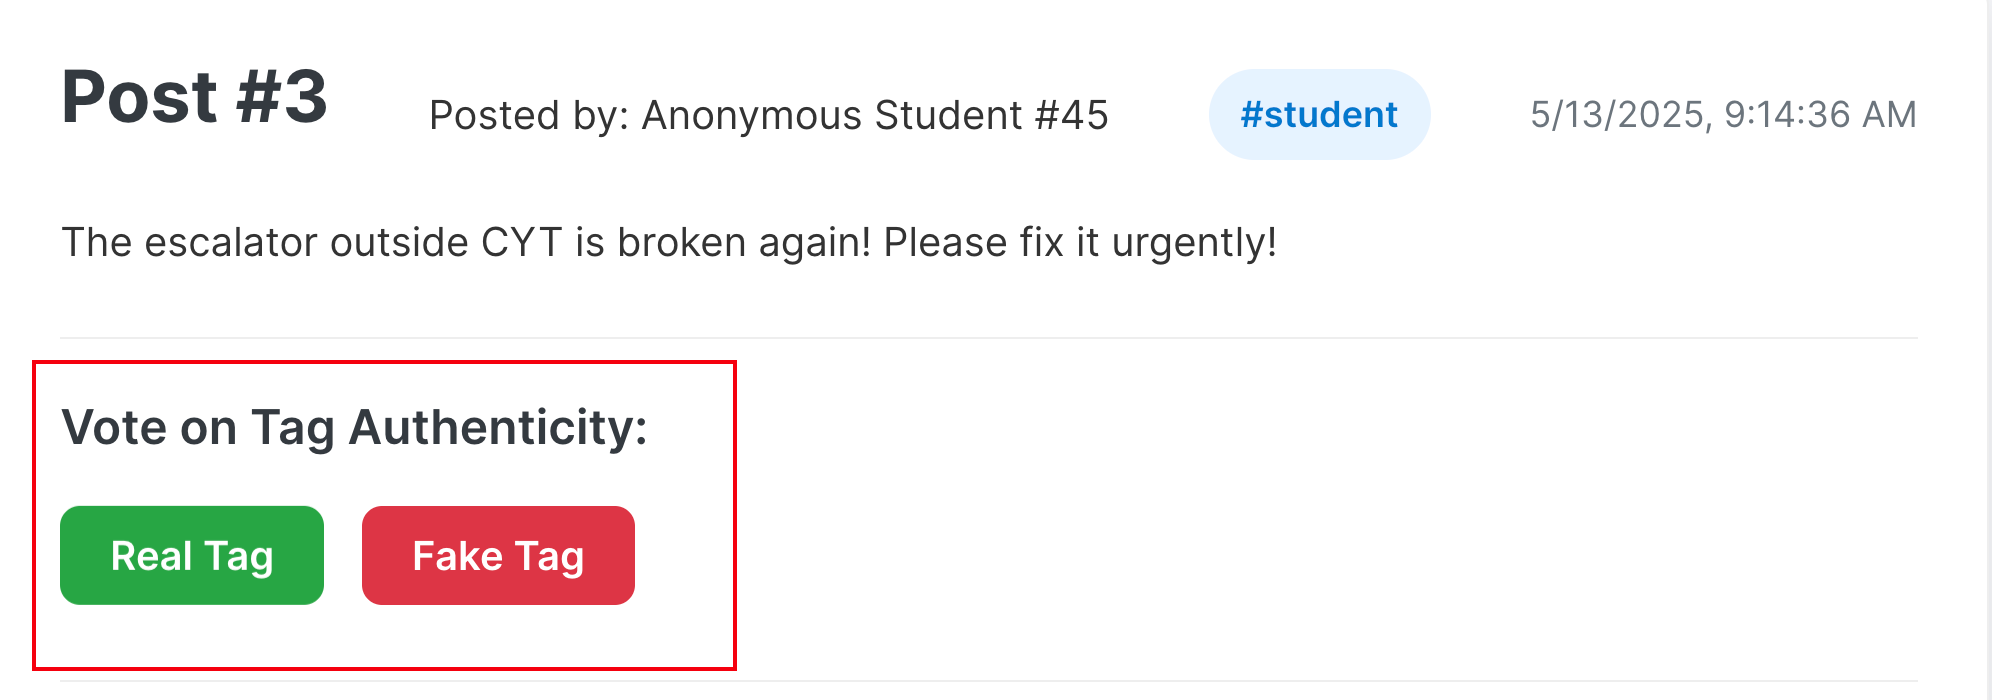 Post #3 Posted by: Anonymous Student #45 #student 5/13/2025, 9:14:36 AM
The escalator outside CYT is broken again! Please fix it urgently!
Vote on Tag Authenticity:
Real Tag Fake Tag